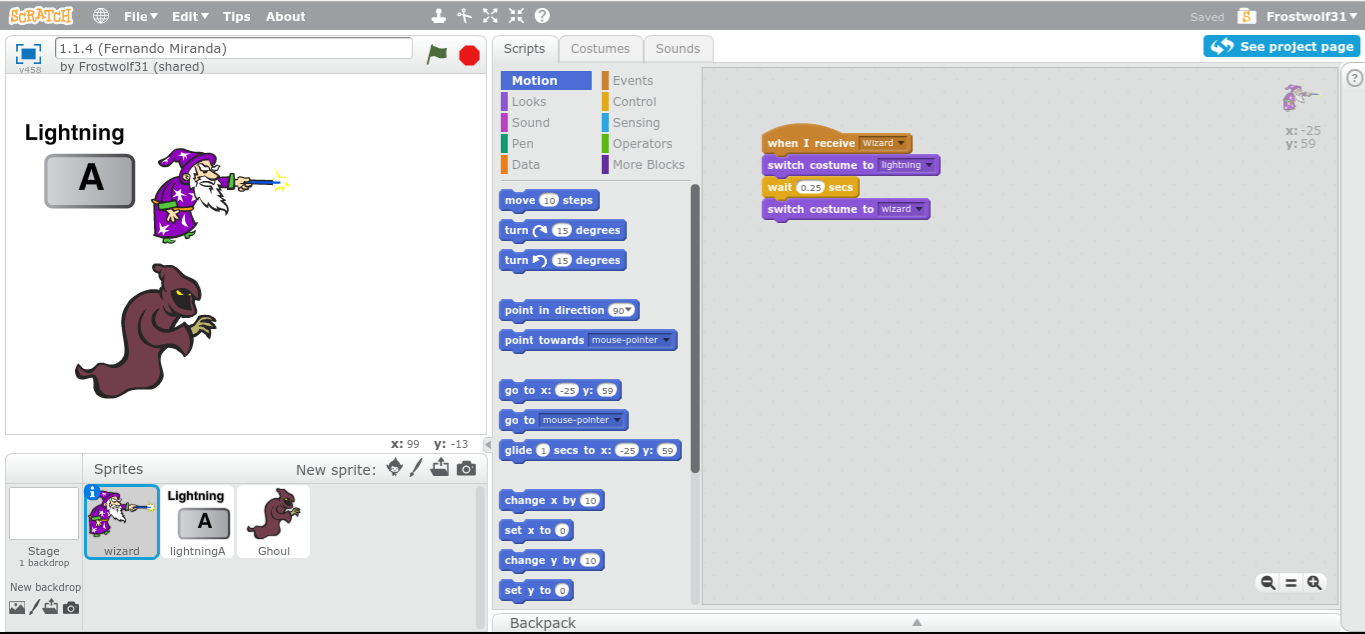 SCRATCH File Edit Tips About Saved Frostwolf31
1.1.4 (Fernando Miranda)
by Frostwolf31 (shared)
v458
Scripts Costumes Sounds
See project page
Motion Events
Looks Control
Sound Sensing
Pen Operators
Data More Blocks
Lightning
A
move 10 steps
turn 15 degrees
turn 15 degrees
point in direction 90
point towards mouse-pointer
go to x: -25 y: 59
go to mouse-pointer
glide 1 secs to x: -25 y: 59
change x by 10
set x to 0
change y by 10
set y to 0
when I receive Wizard
switch costume to lightning
wait 0.25 secs
switch costume to wizard
x: -25
y: 59
x: 99 y: -13
Sprites New sprite:
Stage
1 backdrop
New backdrop
wizard
Lightning
A
lightningA
Ghoul
Backpack